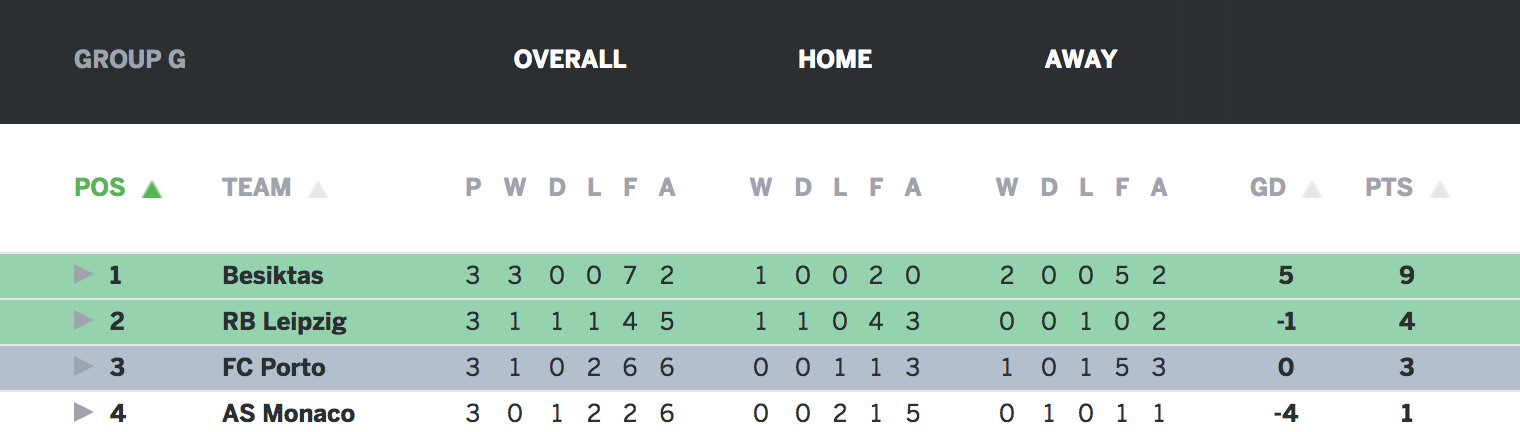 GROUP G OVERALL HOME AWAY
POS TEAM P W D L F A W D L F A W D L F A GD PTS
1 Besiktas 3 3 0 0 7 2 1 0 0 2 0 2 0 0 5 2 5 9
2 RB Leipzig 3 1 1 1 4 5 1 1 0 4 3 0 0 1 0 2 -1 4
3 FC Porto 3 1 0 2 6 6 0 0 1 1 3 1 0 1 5 3 0 3
4 AS Monaco 3 0 1 2 2 6 0 0 2 1 5 0 1 0 1 1 -4 1